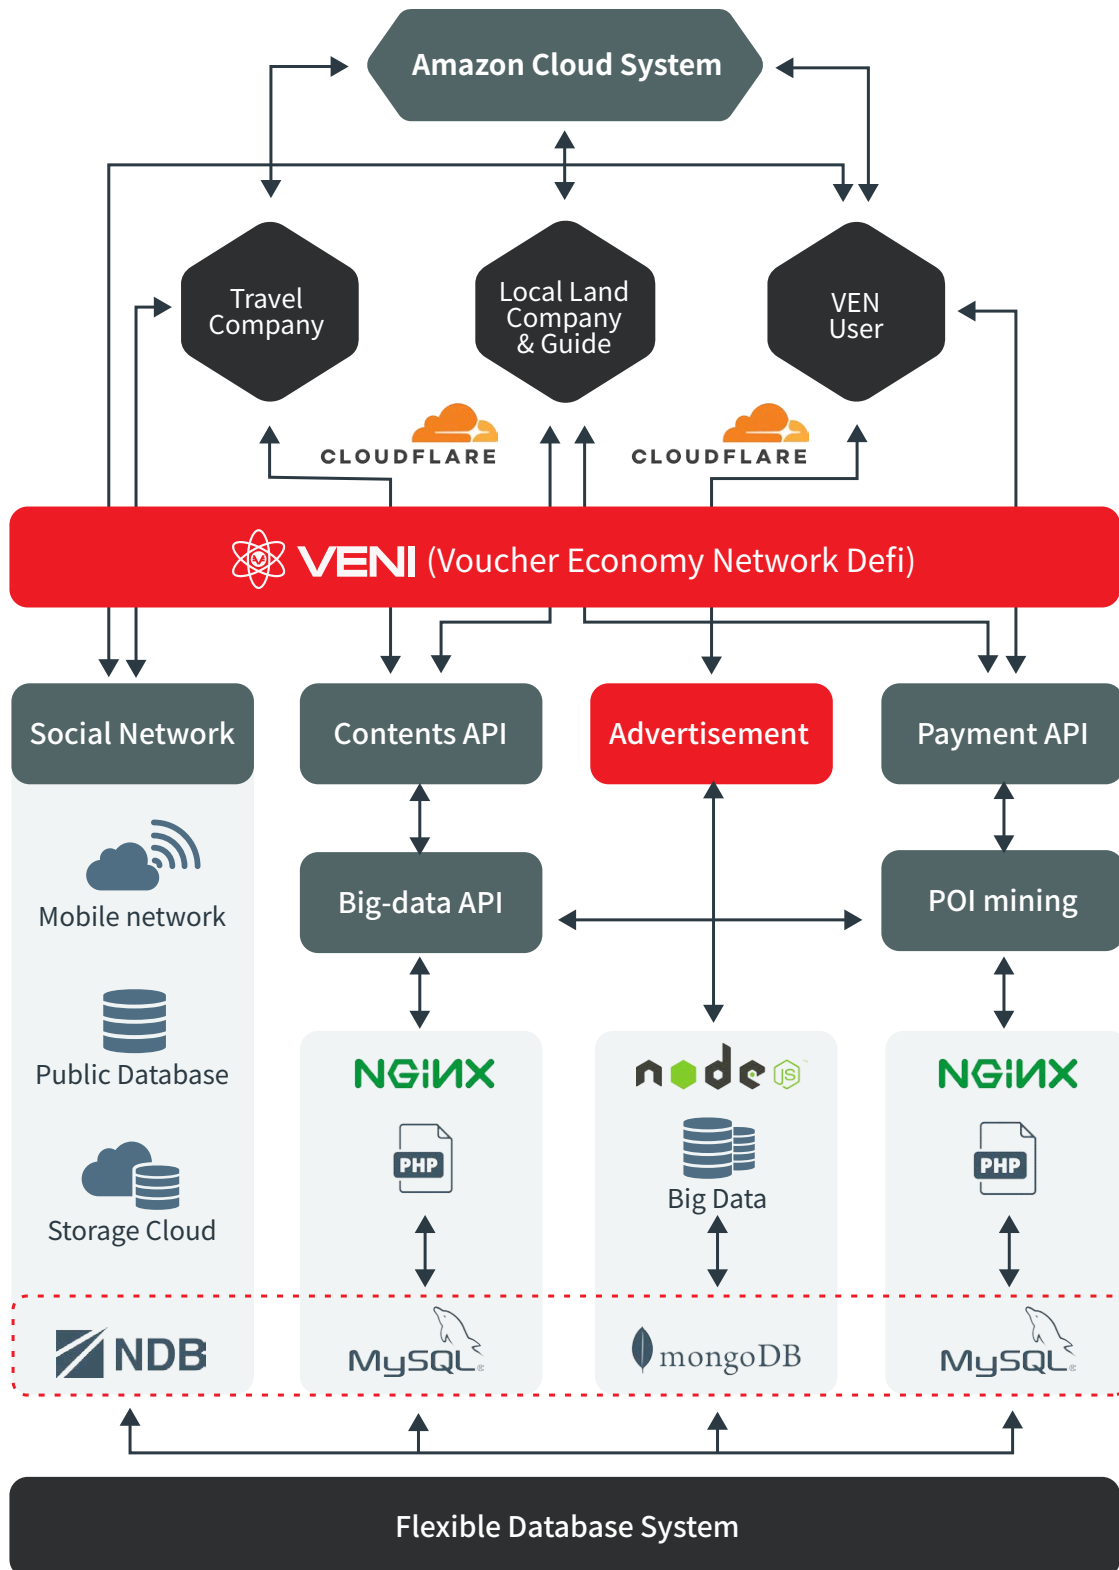 Amazon Cloud System
Travel
Company
Local Land
Company
& Guide
VEN
User
CLOUDFLARE
CLOUDFLARE
VENI (Voucher Economy Network Defi)
Social Network
Contents API
Advertisement
Payment API
Mobile network
Big-data API
POI mining
Public Database
NGINX
node JS
NGINX
PHP
PHP
Storage Cloud
Big Data
NDB
MySQL
mongoDB
MySQL
Flexible Database System